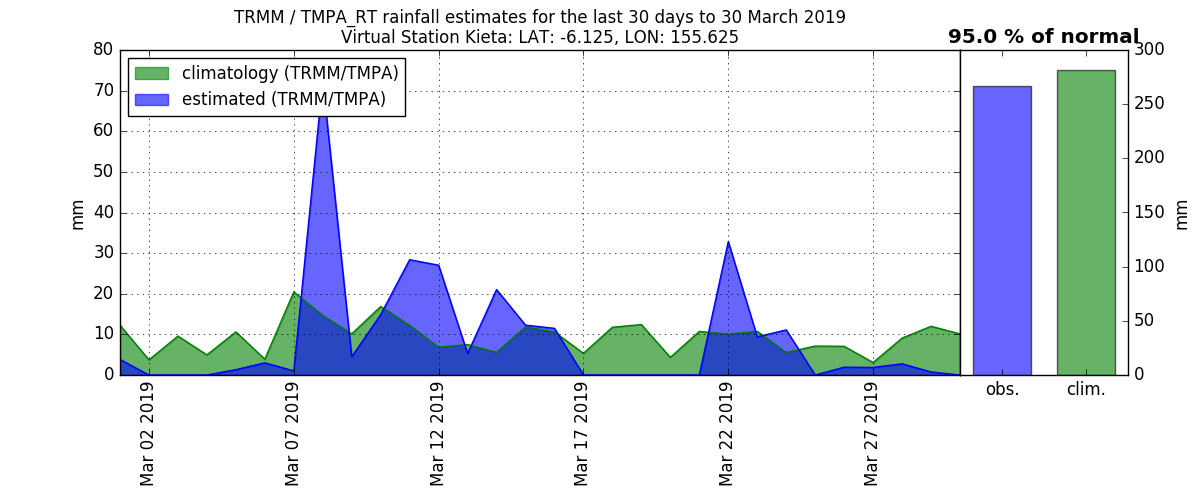 TRMM / TMPA_RT rainfall estimates for the last 30 days to 30 March 2019
Virtual Station Kieta: LAT: -6.125, LON: 155.625
95.0 % of normal
climatology (TRMM/TMPA)
estimated (TRMM/TMPA)
80
70
60
50
40
30
20
10
0
mm
Mar 02 2019
Mar 07 2019
Mar 12 2019
Mar 17 2019
Mar 22 2019
Mar 27 2019
obs.
clim.
300
250
200
150
100
50
0
mm